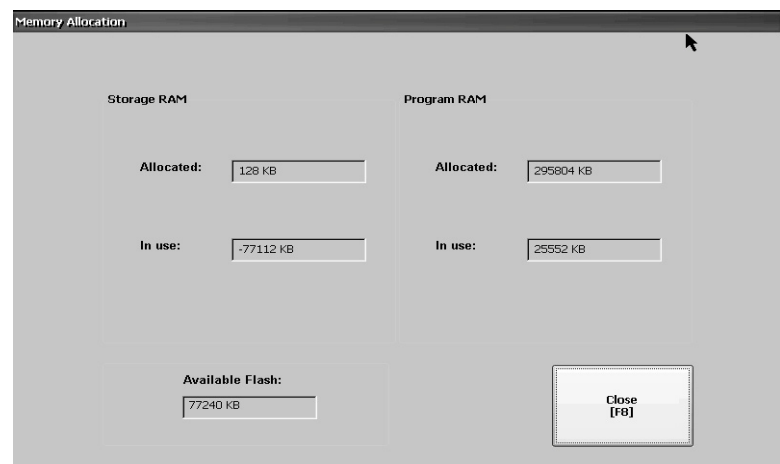 Memory Allocation
Storage RAM
Allocated:
128 KB
In use:
-77112 KB
Program RAM
Allocated:
295804 KB
In use:
25552 KB
Available Flash:
77240 KB
Close
[F8]